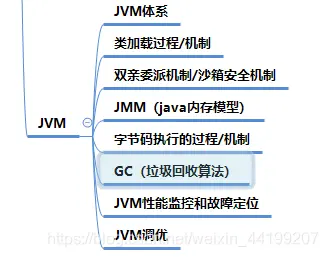 JVM体系
类加载过程/机制
双亲委派机制/沙箱安全机制
JMM（java内存模型）
JVM
字节码执行的过程/机制
GC（垃圾回收算法）
JVM性能监控和故障定位
JVM调优
https://blog.csdn.net/weixin_44199207